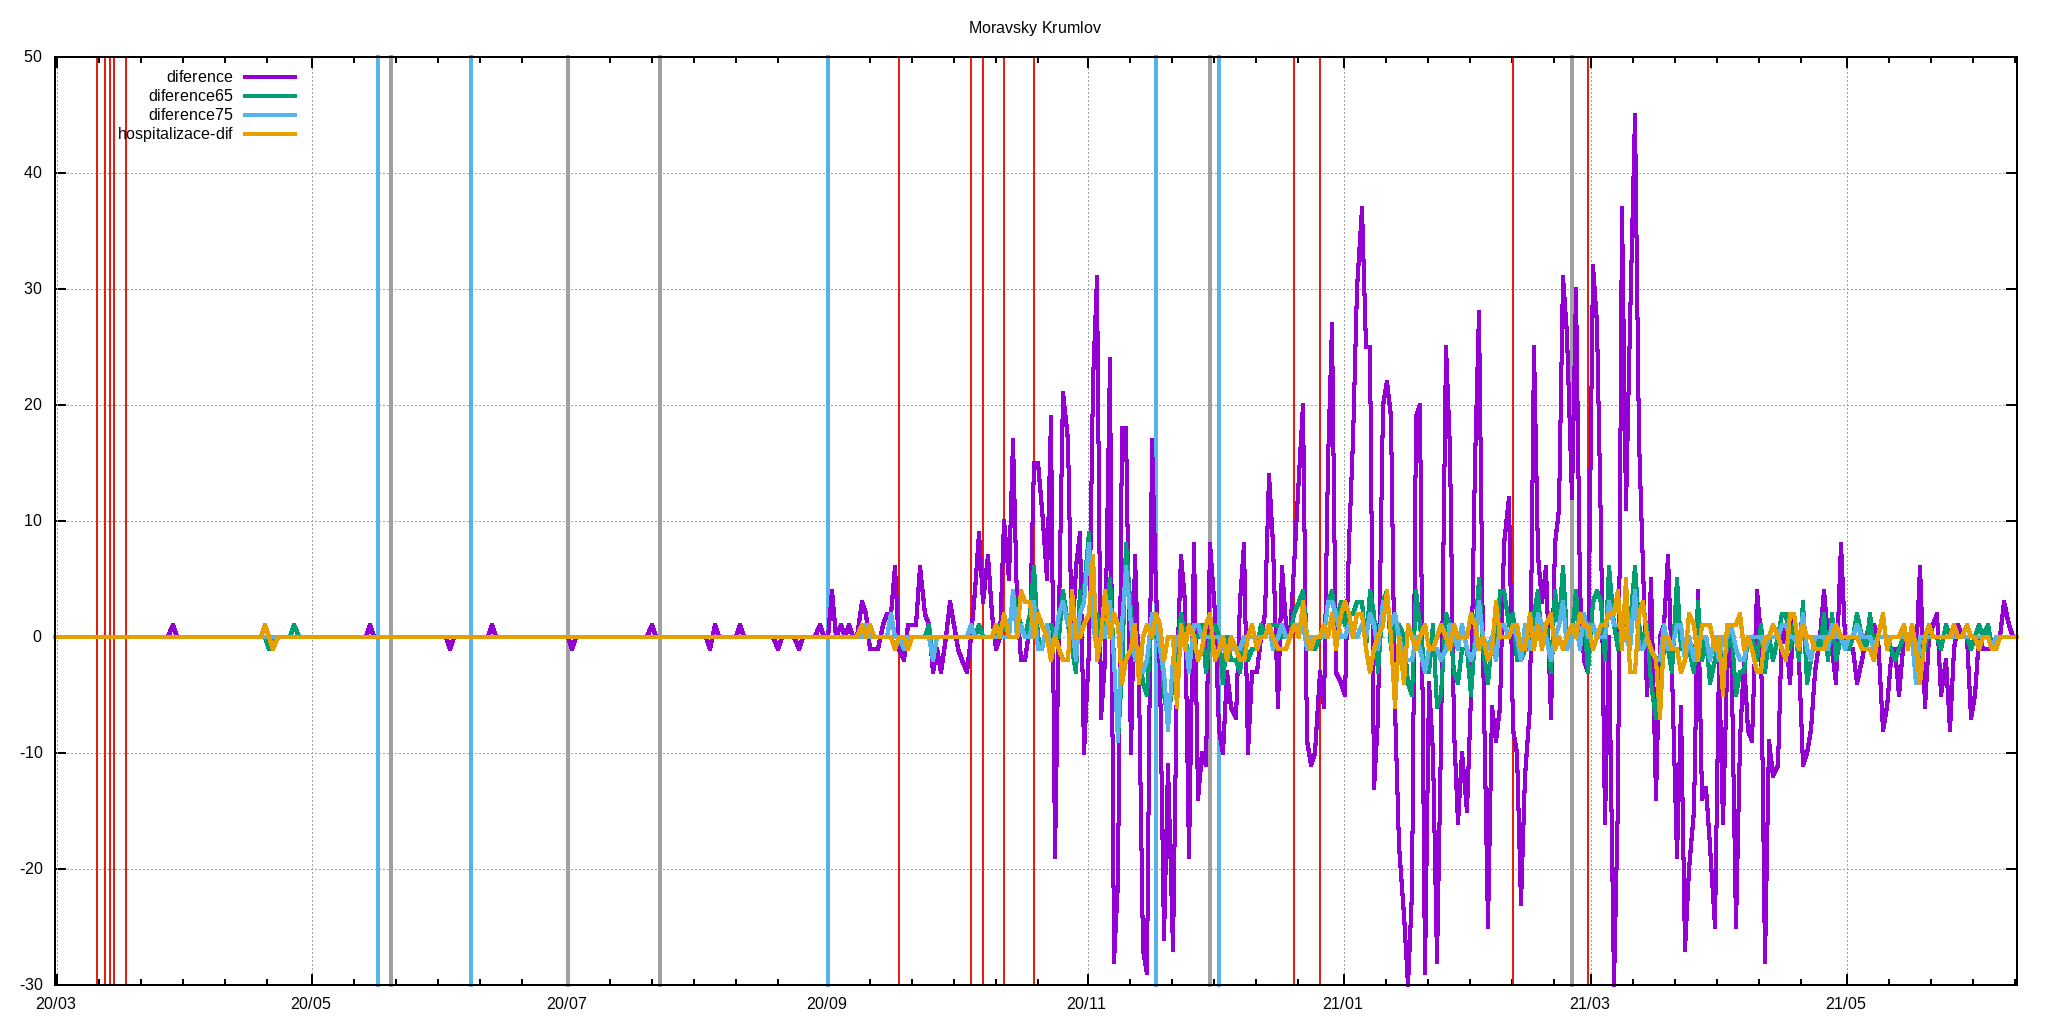 Moravsky Krumlov
diference
diference65
diference75
hospitalizace-dif
50
40
30
20
10
0
-10
-20
-30
20/03 20/05 20/07 20/09 20/11 21/01 21/03 21/05